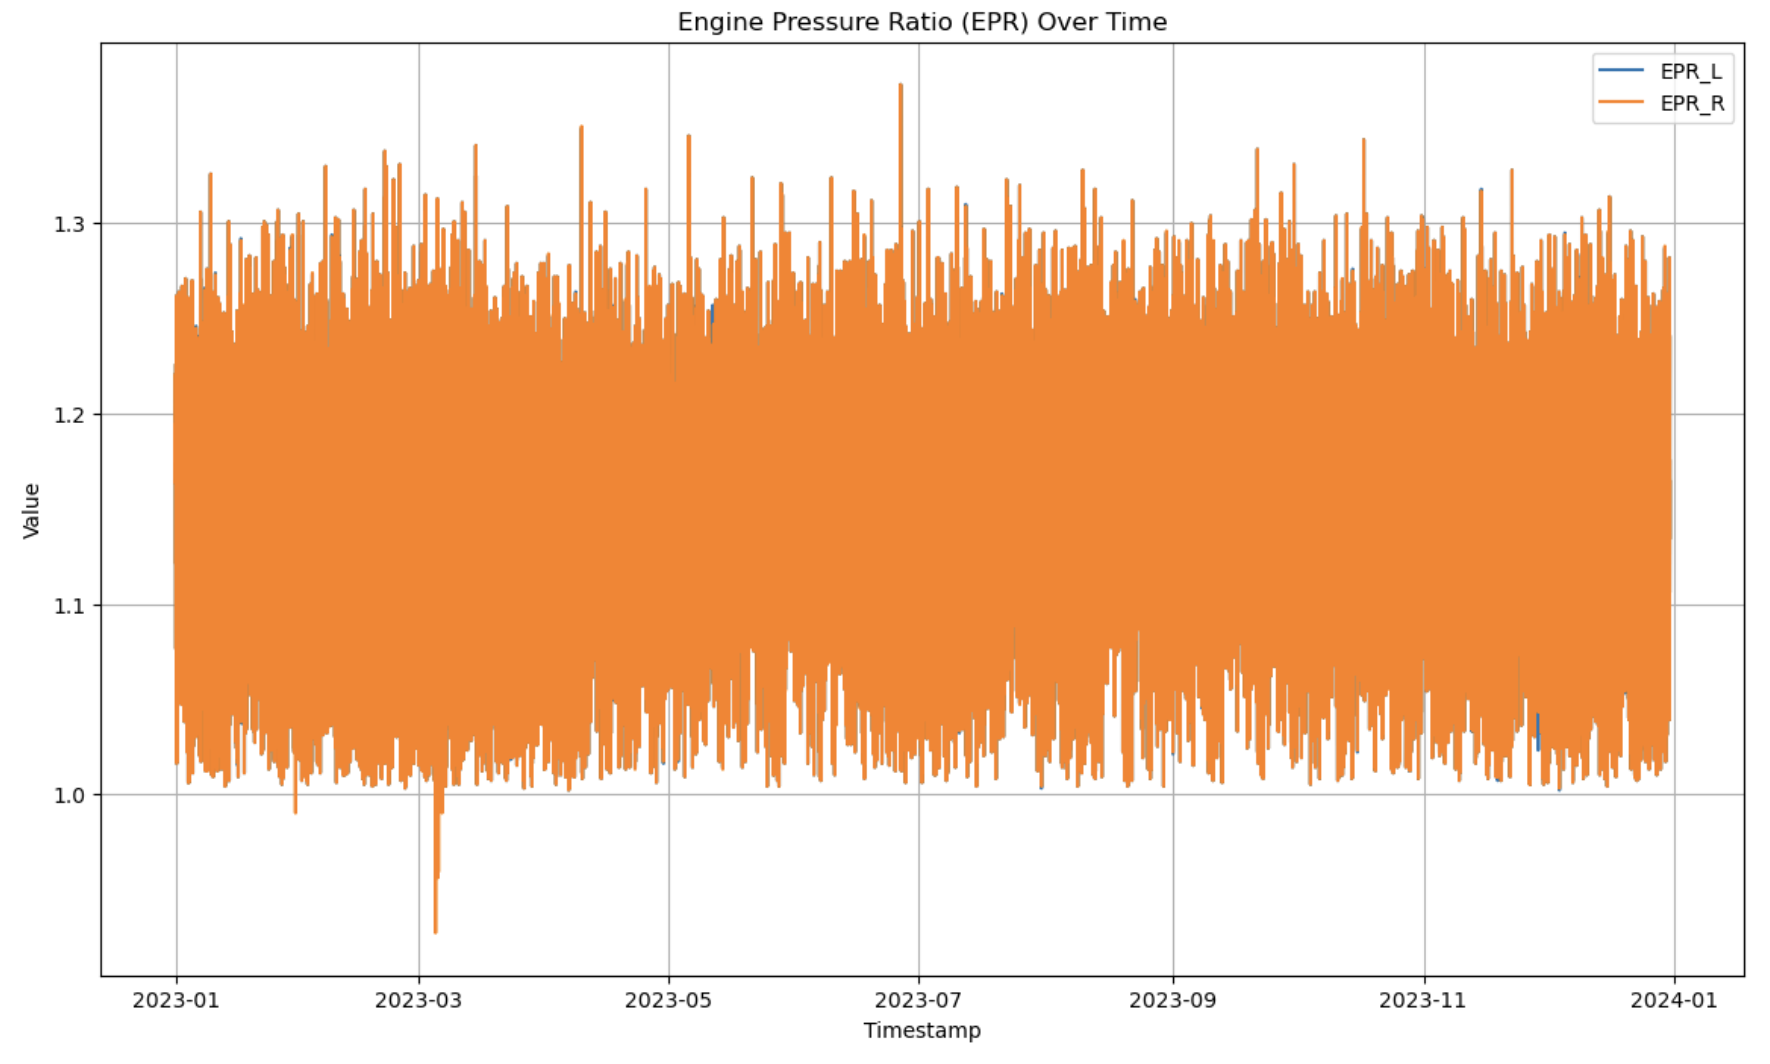 Engine Pressure Ratio (EPR) Over Time
EPR_L
EPR_R
Value
1.3
1.2
1.1
1.0
2023-01 2023-03 2023-05 2023-07 2023-09 2023-11 2024-01
Timestamp